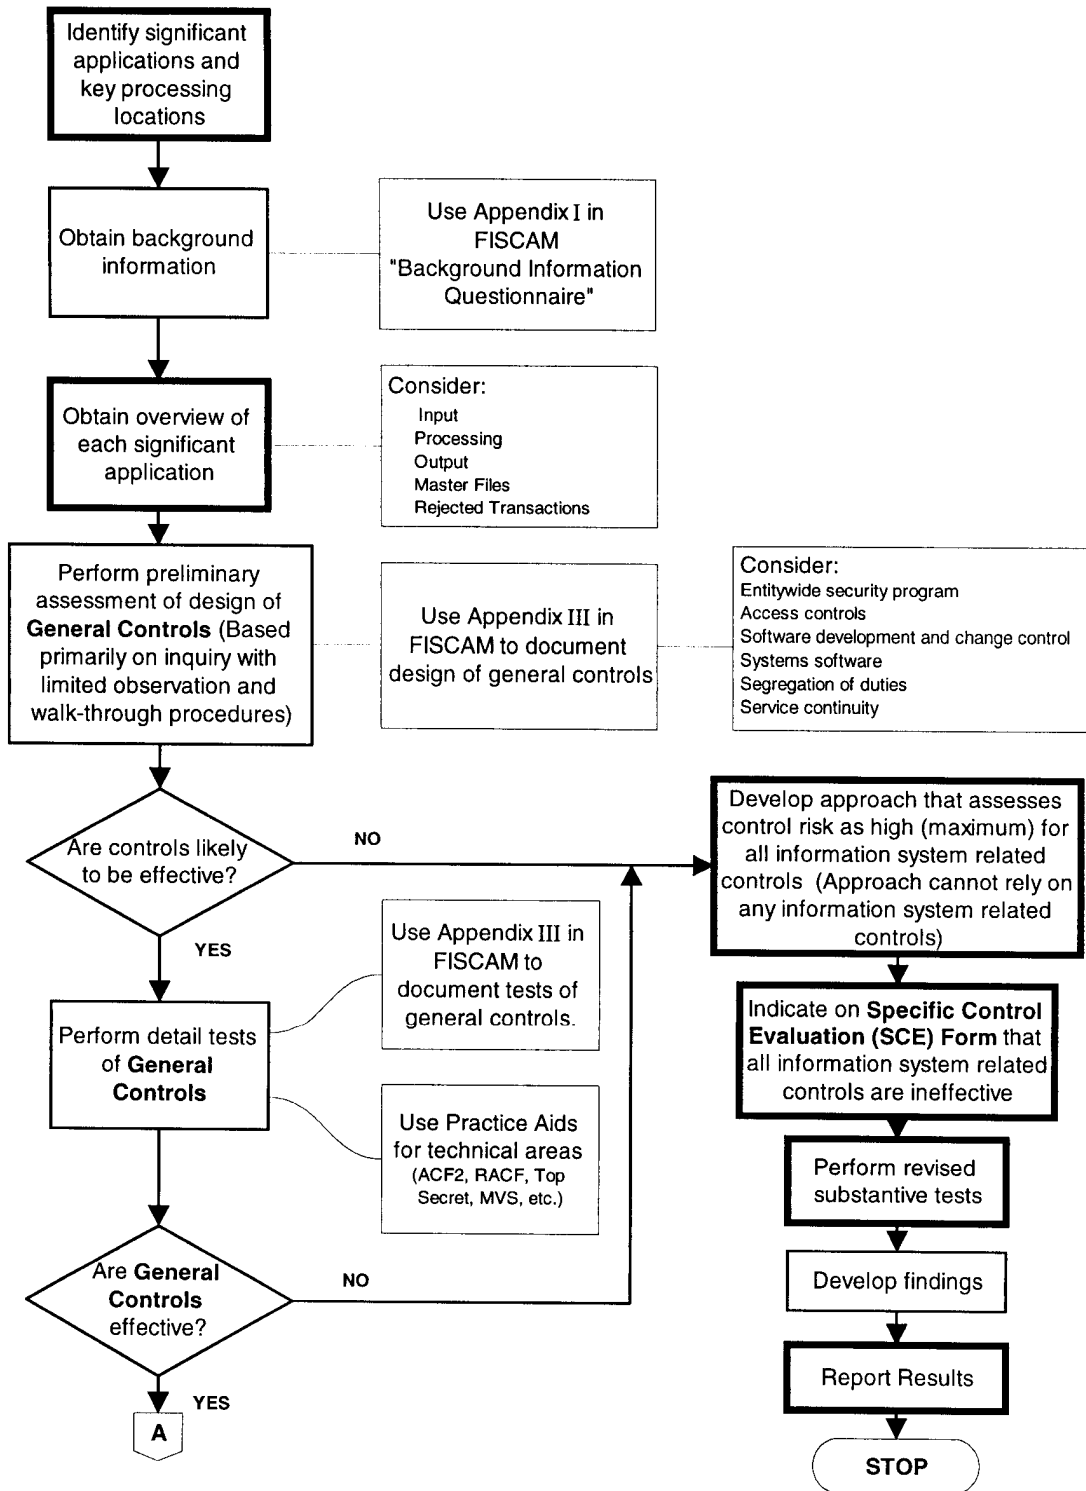 Identify significant
applications and
key processing
locations
Obtain background
information
Use Appendix I in
FISCAM
"Background Information
Questionnaire"
Obtain overview of
each significant
application
Consider:
Input
Processing
Output
Master Files
Rejected Transactions
Perform preliminary
assessment of design of
General Controls (Based
primarily on inquiry with
limited observation and
walk-through procedures)
Use Appendix III in
FISCAM to document
design of general controls
Consider:
Entitywide security program
Access controls
Software development and change control
Systems software
Segregation of duties
Service continuity
Are controls likely
to be effective?
NO
YES
Develop approach that assesses
control risk as high (maximum) for
all information system related
controls (Approach cannot rely on
any information system related
controls)
Use Appendix III in
FISCAM to
document tests of
general controls.
Perform detail tests
of General
Controls
Use Practice Aids
for technical areas
(ACF2, RACF, Top
Secret, MVS, etc.)
Indicate on Specific Control
Evaluation (SCE) Form that
all information system related
controls are ineffective
Perform revised
substantive tests
Are General
Controls
effective?
NO
YES
A
Develop findings
Report Results
STOP